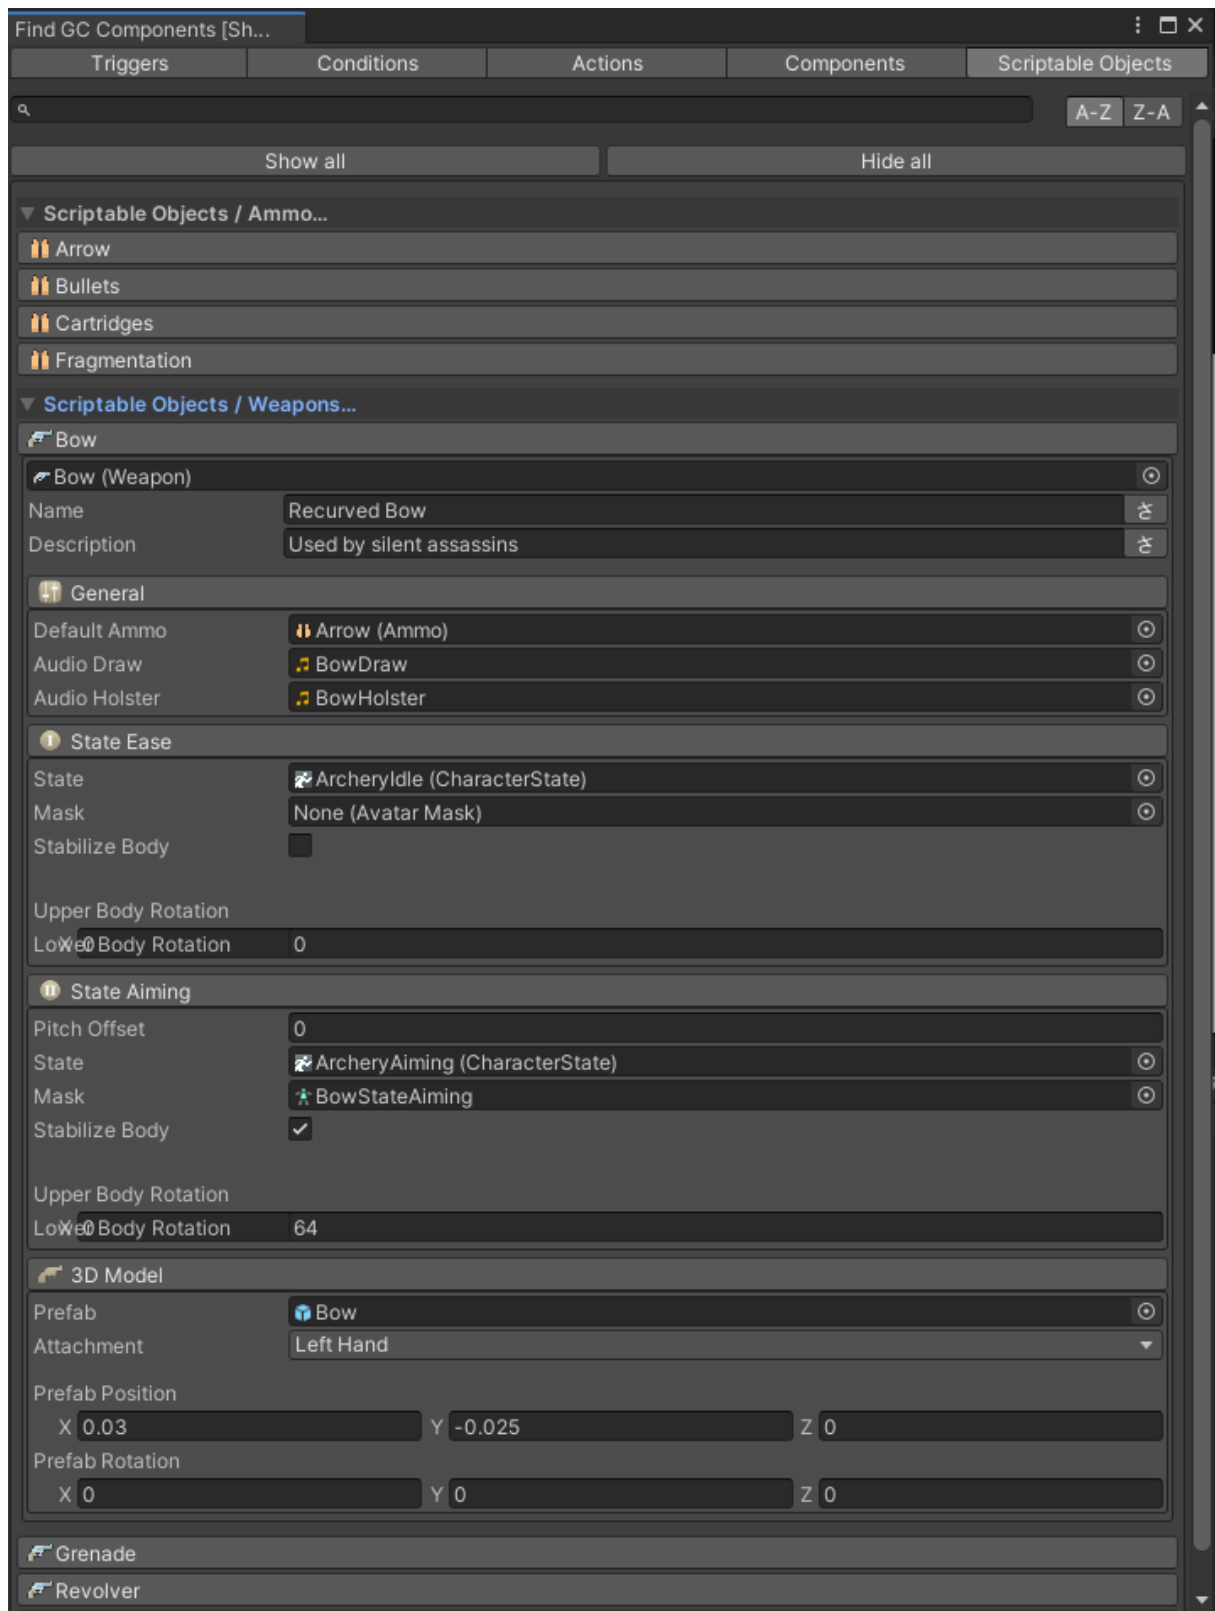 Find GC Components [Sh...
Triggers Conditions Actions Components Scriptable Objects
A-Z Z-A
Show all Hide all
Scriptable Objects / Ammo...
Arrow
Bullets
Cartridges
Fragmentation
Scriptable Objects / Weapons...
Bow
Bow (Weapon)
Name Recurved Bow さ
Description Used by silent assassins さ
General
Default Ammo Arrow (Ammo)
Audio Draw BowDraw
Audio Holster BowHolster
State Ease
State ArcheryIdle (CharacterState)
Mask None (Avatar Mask)
Stabilize Body
Upper Body Rotation
Lower Body Rotation X 0 0
State Aiming
Pitch Offset 0
State ArcheryAiming (CharacterState)
Mask BowStateAiming
Stabilize Body
Upper Body Rotation
Lower Body Rotation X 0 64
3D Model
Prefab Bow
Attachment Left Hand
Prefab Position
X 0.03 Y -0.025 Z 0
Prefab Rotation
X 0 Y 0 Z 0
Grenade
Revolver